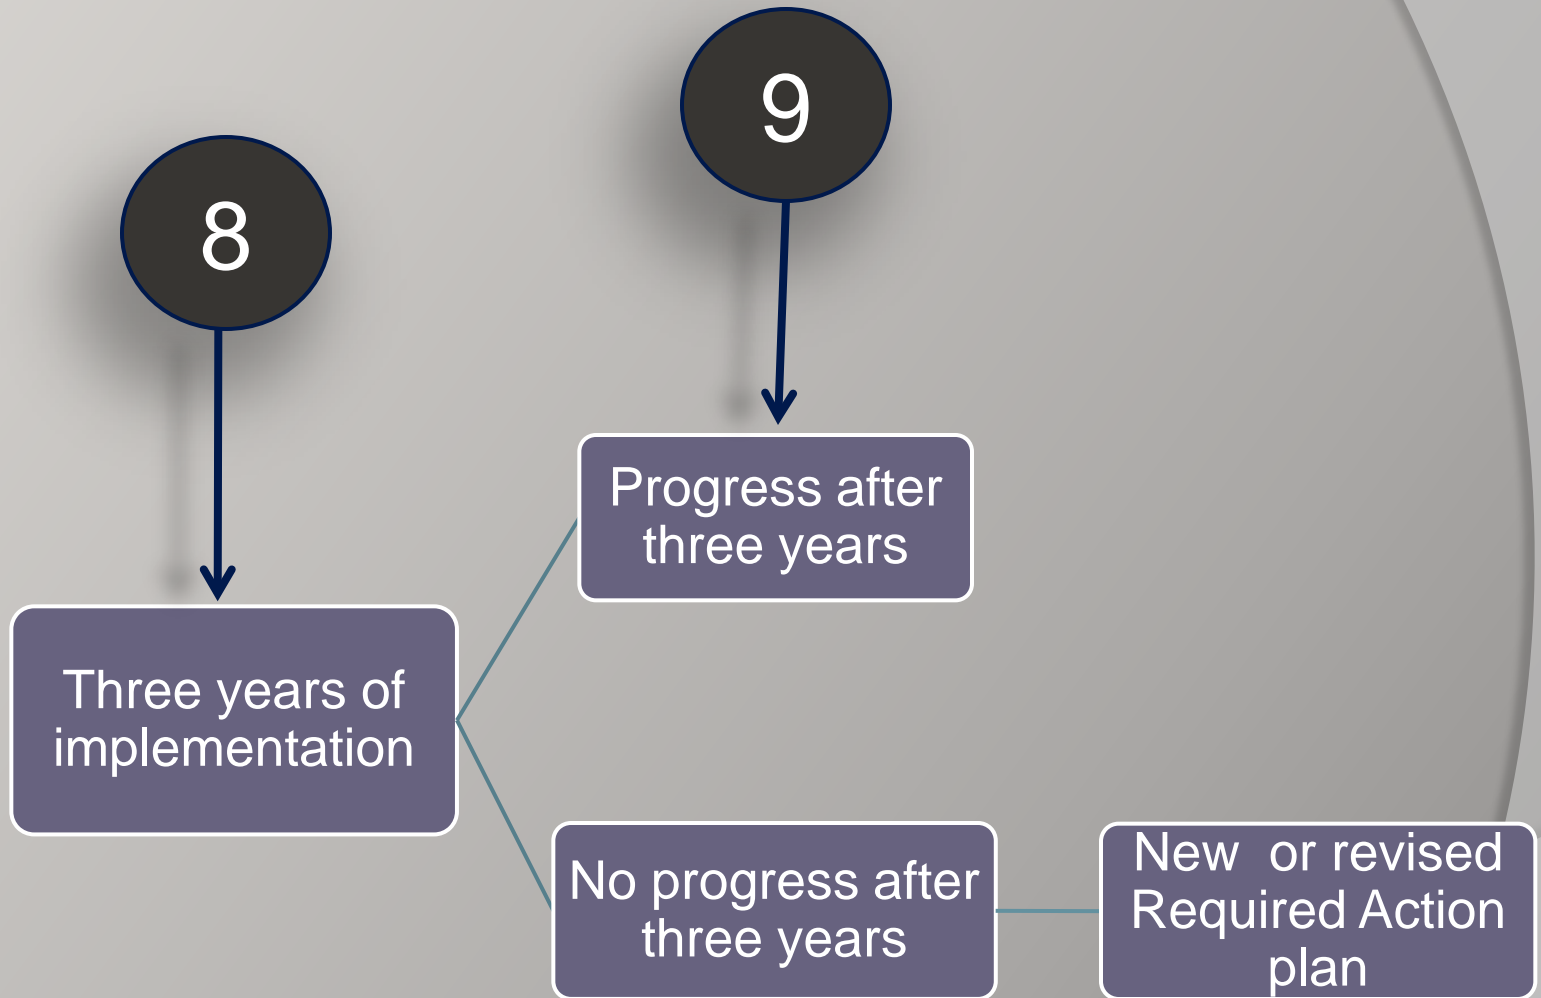 8
9
Three years of
implementation
Progress after
three years
No progress after
three years
New or revised
Required Action
plan